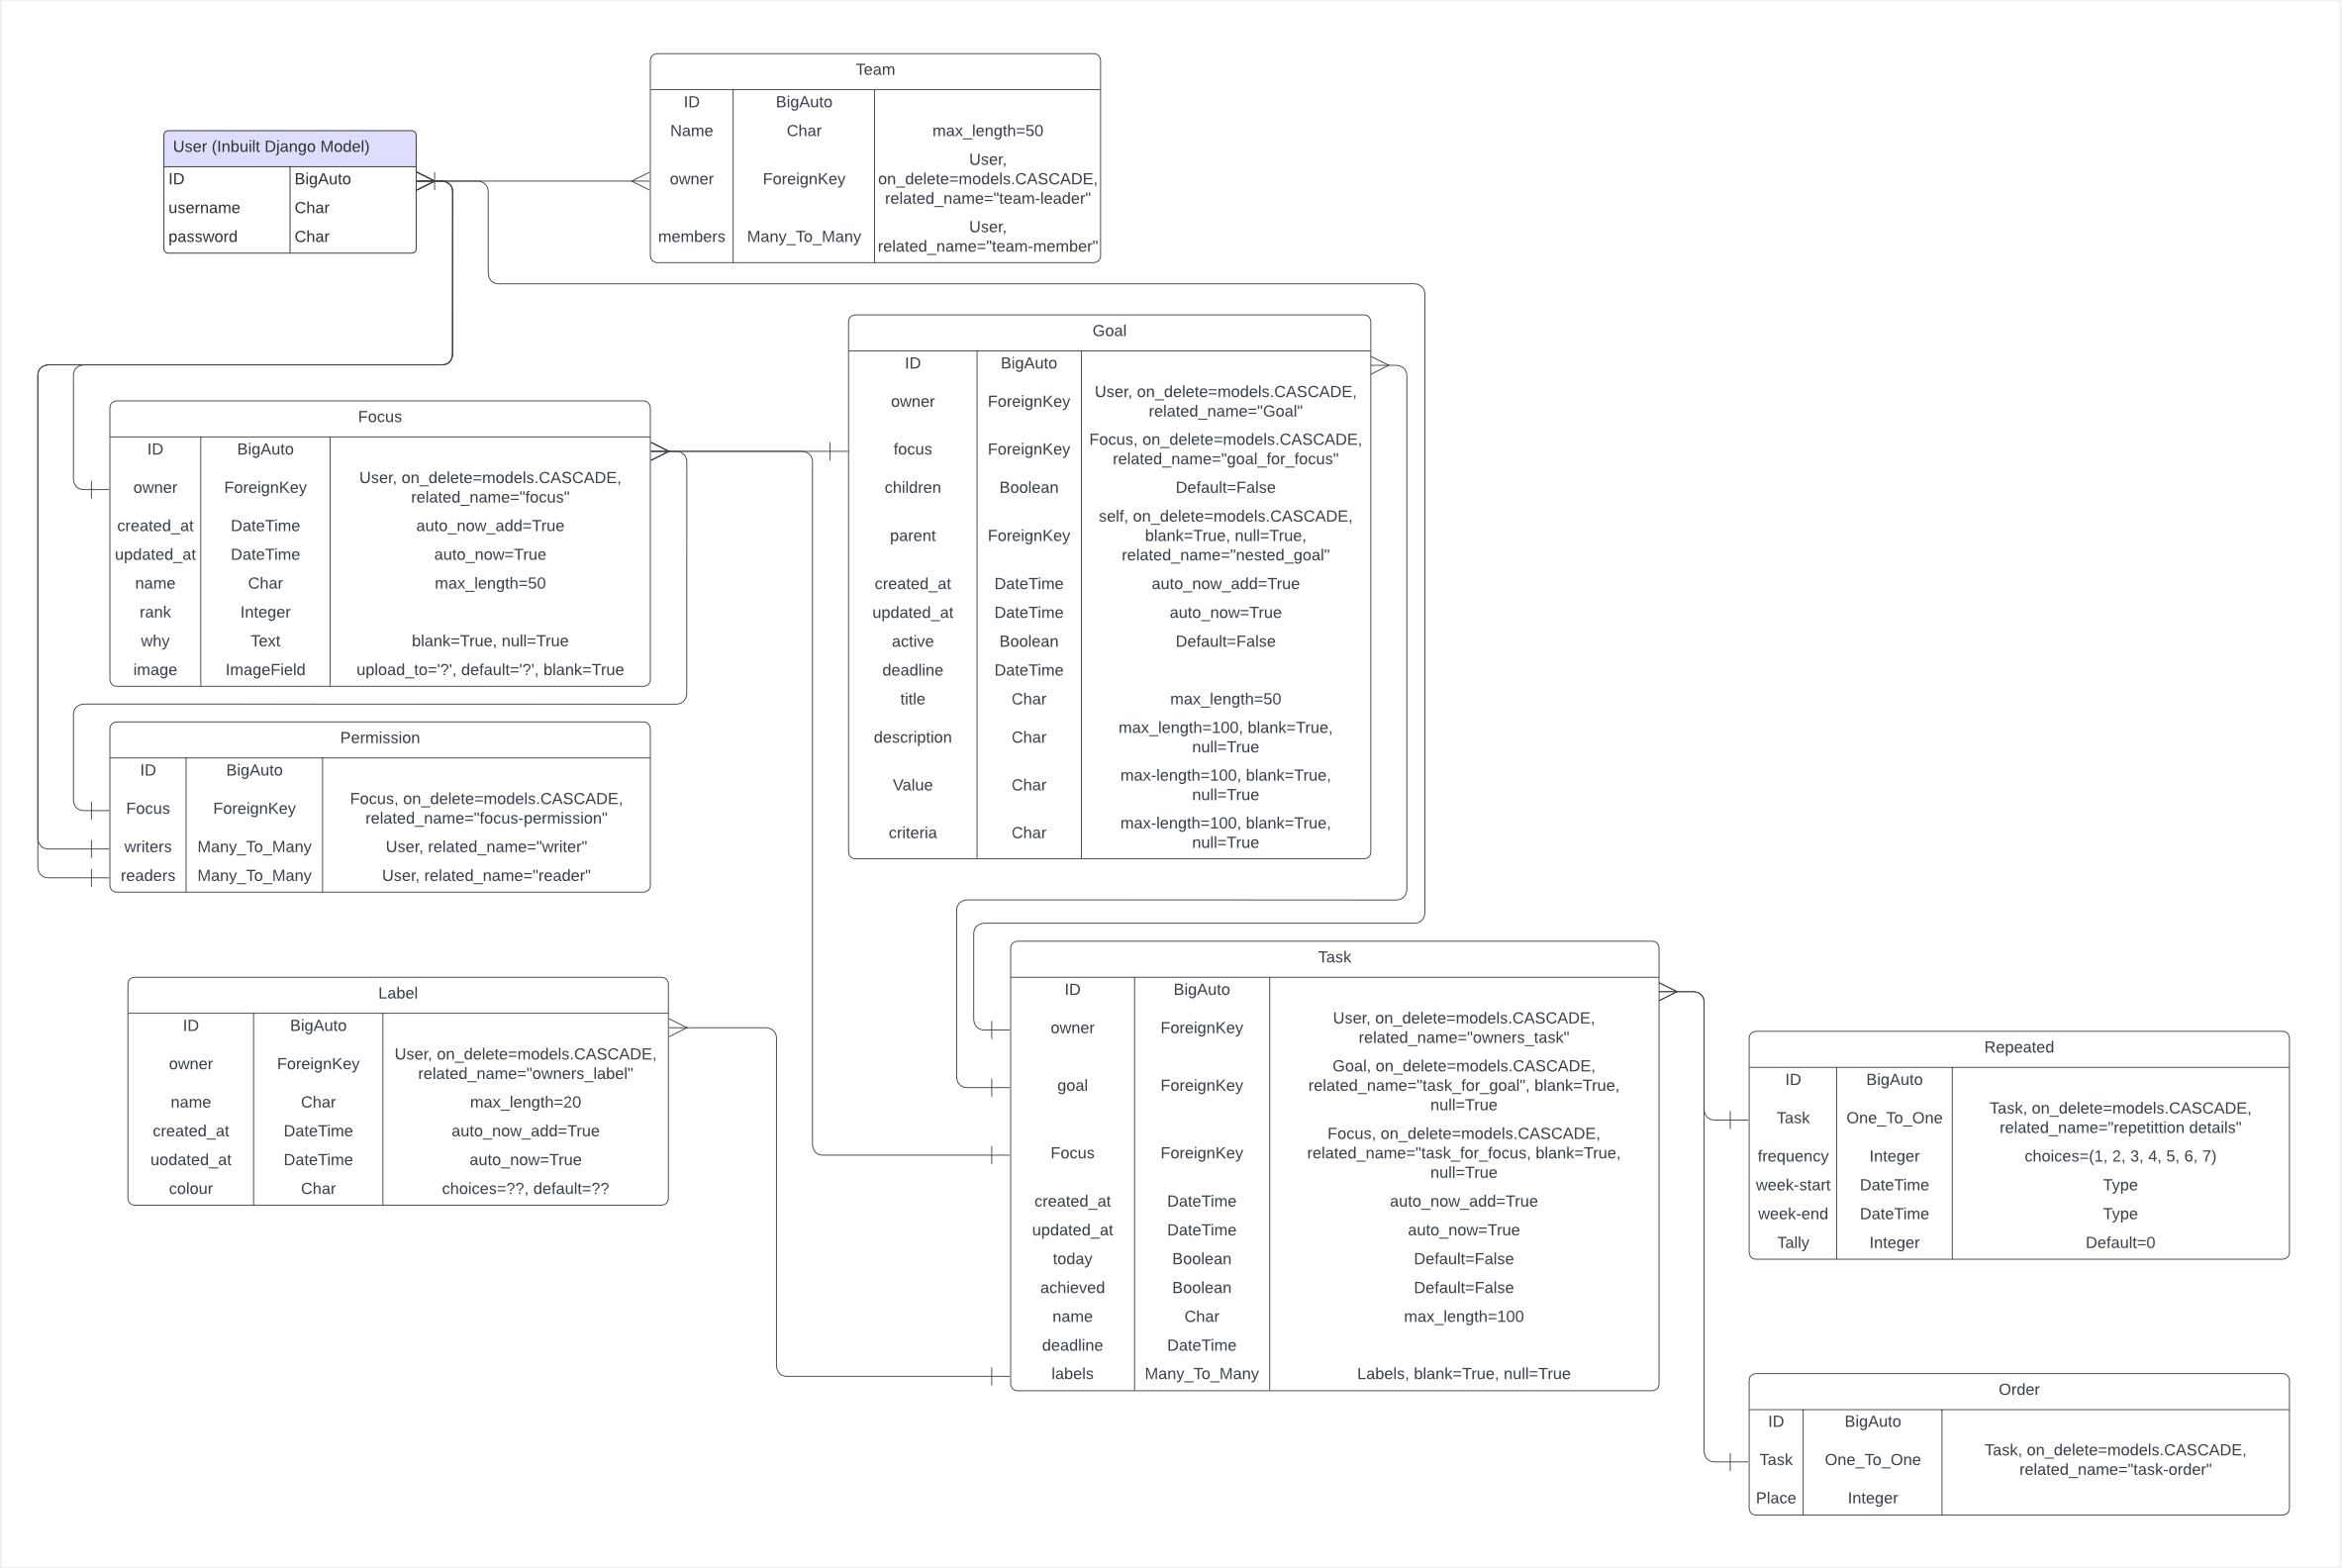 Team
ID BigAuto
Name Char max_length=50
owner ForeignKey User,
on_delete=models.CASCADE,
related_name="team-leader"
members Many_To_Many User,
related_name="team-member"
User (Inbuilt Django Model)
ID BigAuto
username Char
password Char
Goal
ID BigAuto
owner ForeignKey User, on_delete=models.CASCADE,
related_name="Goal"
focus ForeignKey Focus, on_delete=models.CASCADE,
related_name="goal_for_focus"
children Boolean Default=False
parent ForeignKey self, on_delete=models.CASCADE,
blank=True, null=True,
related_name="nested_goal"
created_at DateTime auto_now_add=True
updated_at DateTime auto_now=True
active Boolean Default=False
deadline DateTime
title Char max_length=50
description Char max_length=100, blank=True,
null=True
Value Char max-length=100, blank=True,
null=True
criteria Char max-length=100, blank=True,
null=True
Focus
ID BigAuto
owner ForeignKey User, on_delete=models.CASCADE,
related_name="focus"
created_at DateTime auto_now_add=True
updated_at DateTime auto_now=True
name Char max_length=50
rank Integer
why Text blank=True, null=True
image ImageField upload_to='?', default='?', blank=True
Permission
ID BigAuto
Focus ForeignKey Focus, on_delete=models.CASCADE,
related_name="focus-permission"
writers Many_To_Many User, related_name="writer"
readers Many_To_Many User, related_name="reader"
Label
ID BigAuto
owner ForeignKey User, on_delete=models.CASCADE,
related_name="owners_label"
name Char max_length=20
created_at DateTime auto_now_add=True
uodated_at DateTime auto_now=True
colour Char choices=??, default=??
Task
ID BigAuto
owner ForeignKey User, on_delete=models.CASCADE,
related_name="owners_task"
goal ForeignKey Goal, on_delete=models.CASCADE,
related_name="task_for_goal", blank=True,
null=True
Focus ForeignKey Focus, on_delete=models.CASCADE,
related_name="task_for_focus, blank=True,
null=True
created_at DateTime auto_now_add=True
updated_at DateTime auto_now=True
today Boolean Default=False
achieved Boolean Default=False
name Char max_length=100
deadline DateTime
labels Many_To_Many Labels, blank=True, null=True
Repeated
ID BigAuto
Task One_To_One Task, on_delete=models.CASCADE,
related_name="repetittion details"
frequency Integer choices=(1, 2, 3, 4, 5, 6, 7)
week-start DateTime Type
week-end DateTime Type
Tally Integer Default=0
Order
ID BigAuto
Task One_To_One Task, on_delete=models.CASCADE,
related_name="task-order"
Place Integer